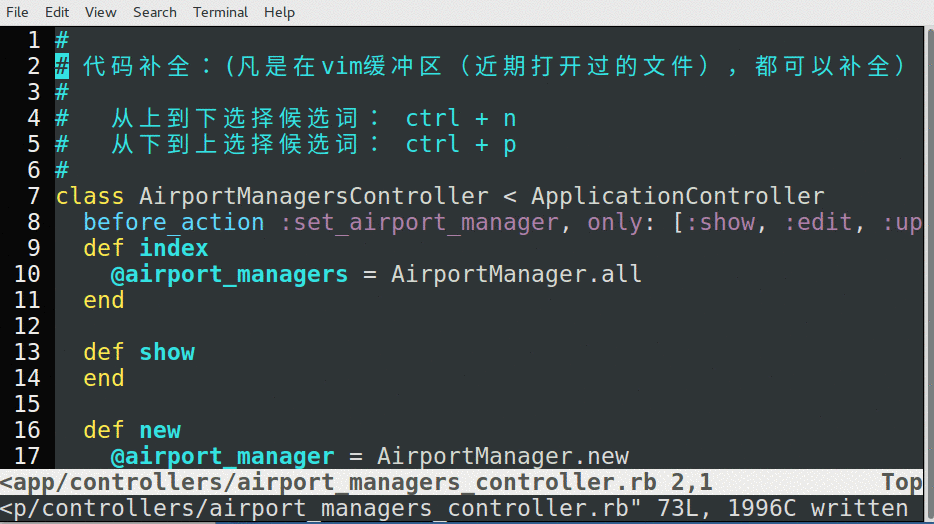 File Edit View Search Terminal Help
1 #
2 # 代码补全：(凡是在vim缓冲区（近期打开过的文件），都可以补全）
3 #
4 #   从上到下选择候选词： ctrl + n
5 #   从下到上选择候选词： ctrl + p
6 #
7 class AirportManagersController < ApplicationController
8   before_action :set_airport_manager, only: [:show, :edit, :up
9   def index
10     @airport_managers = AirportManager.all
11   end
12
13   def show
14   end
15
16   def new
17     @airport_manager = AirportManager.new
<app/controllers/airport_managers_controller.rb 2,1 Top
<p/controllers/airport_managers_controller.rb" 73L, 1996C written